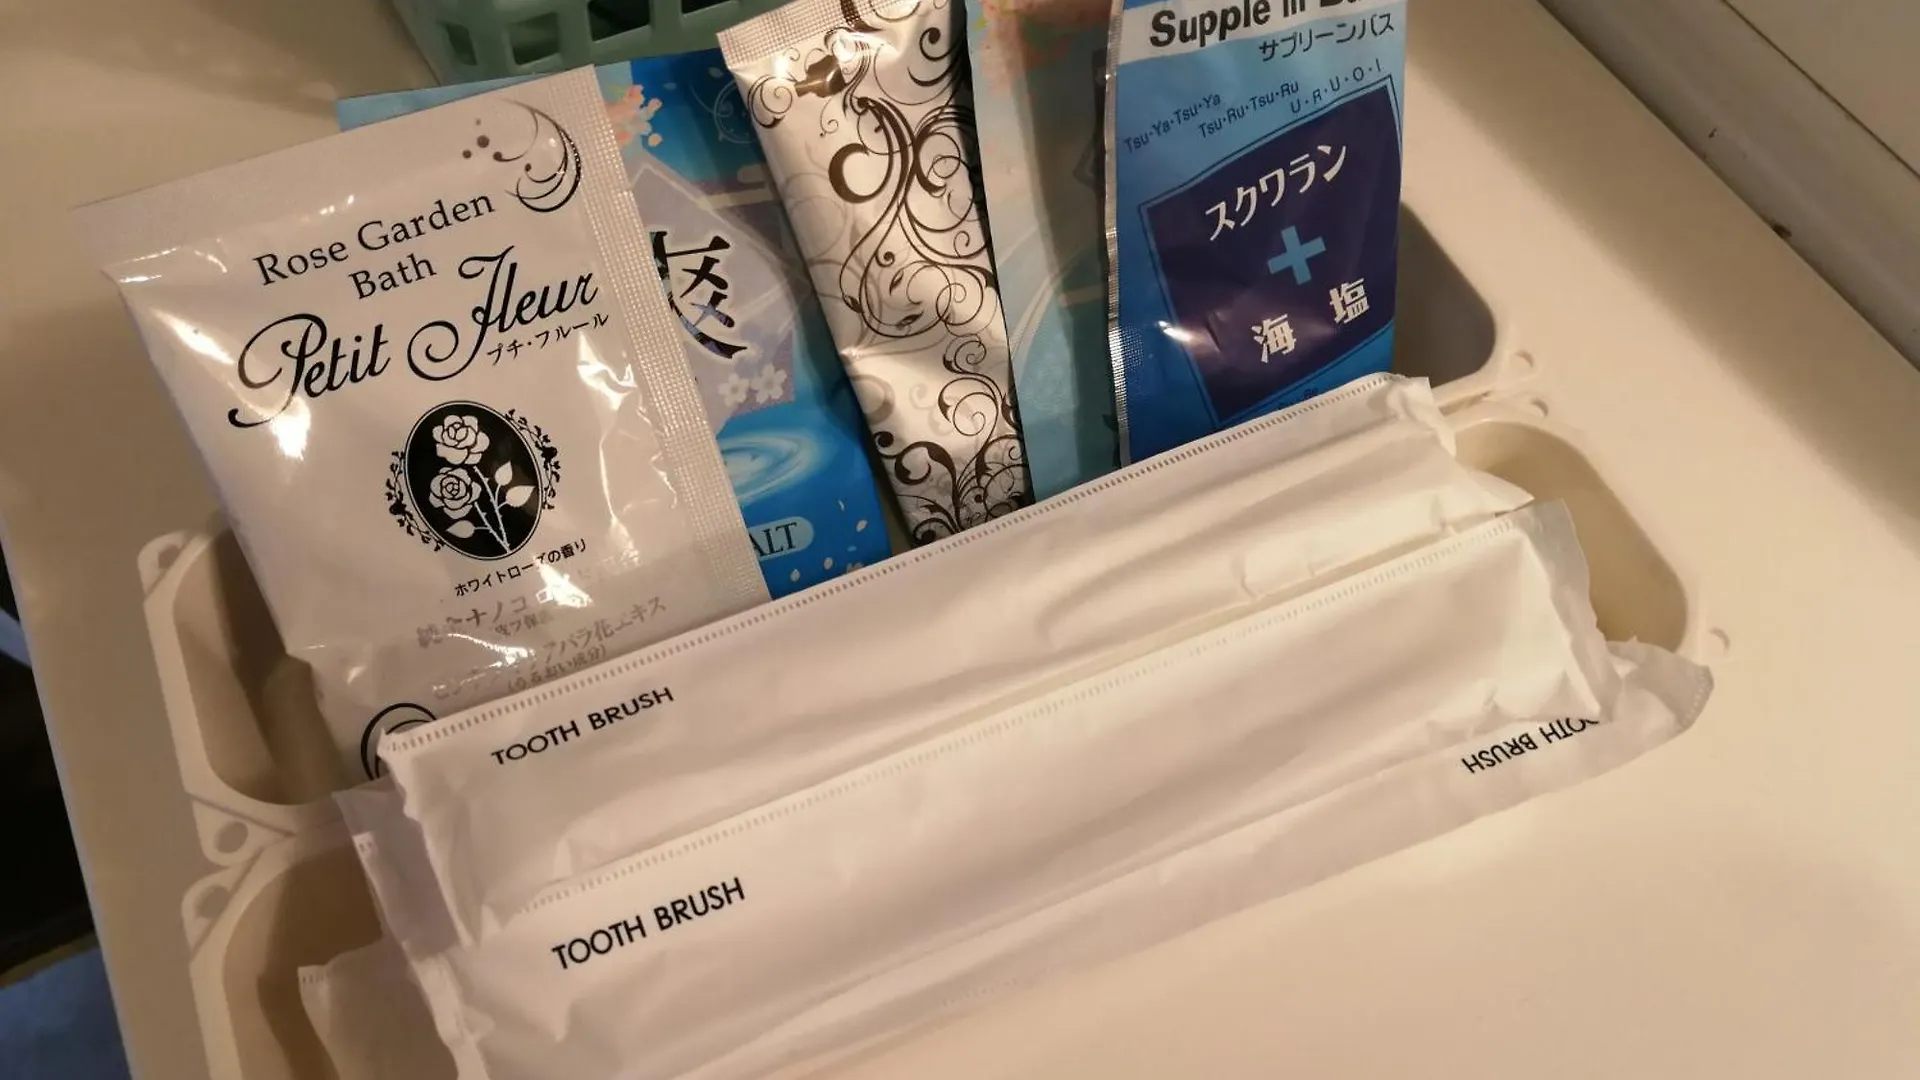 Rose Garden
Bath
Petit Fleur
プチ・フルール
ホワイトローズの香り
爽
ALT
Supple in
サプリーンバス
Tsu・Ya・Tsu・Ya
Tsu・Ru・Tsu・Ru
U・R・U・O・I
スクワラン
+
海塩
TOOTH BRUSH
TOOTH BRUSH
OOTH BRUSH